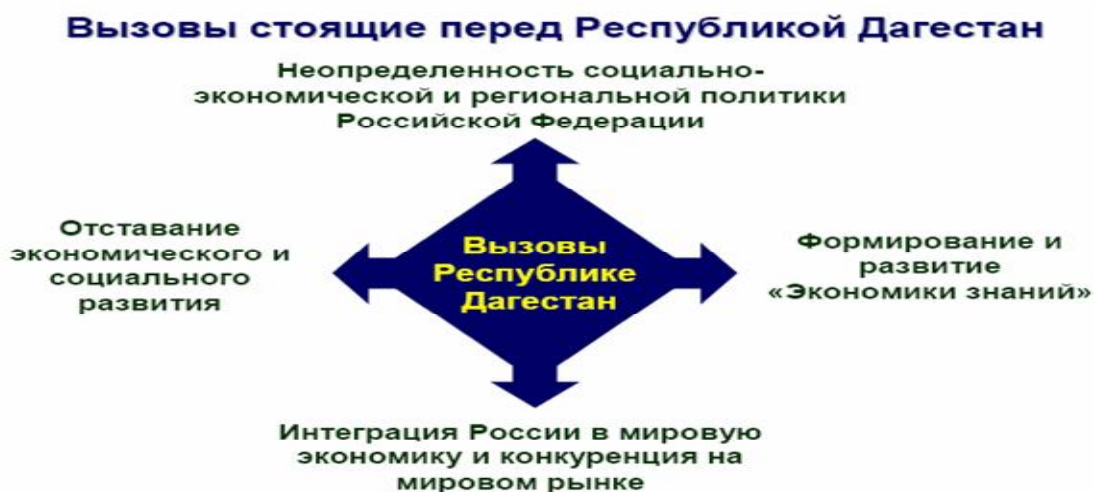 Вызовы стоящие перед Республикой Дагестан
Неопределенность социально-
экономической и региональной политики
Российской Федерации
Отставание
экономического и
социального
развития
Вызовы
Республике
Дагестан
Формирование и
развитие
«Экономики знаний»
Интеграция России в мировую
экономику и конкуренция на
мировом рынке